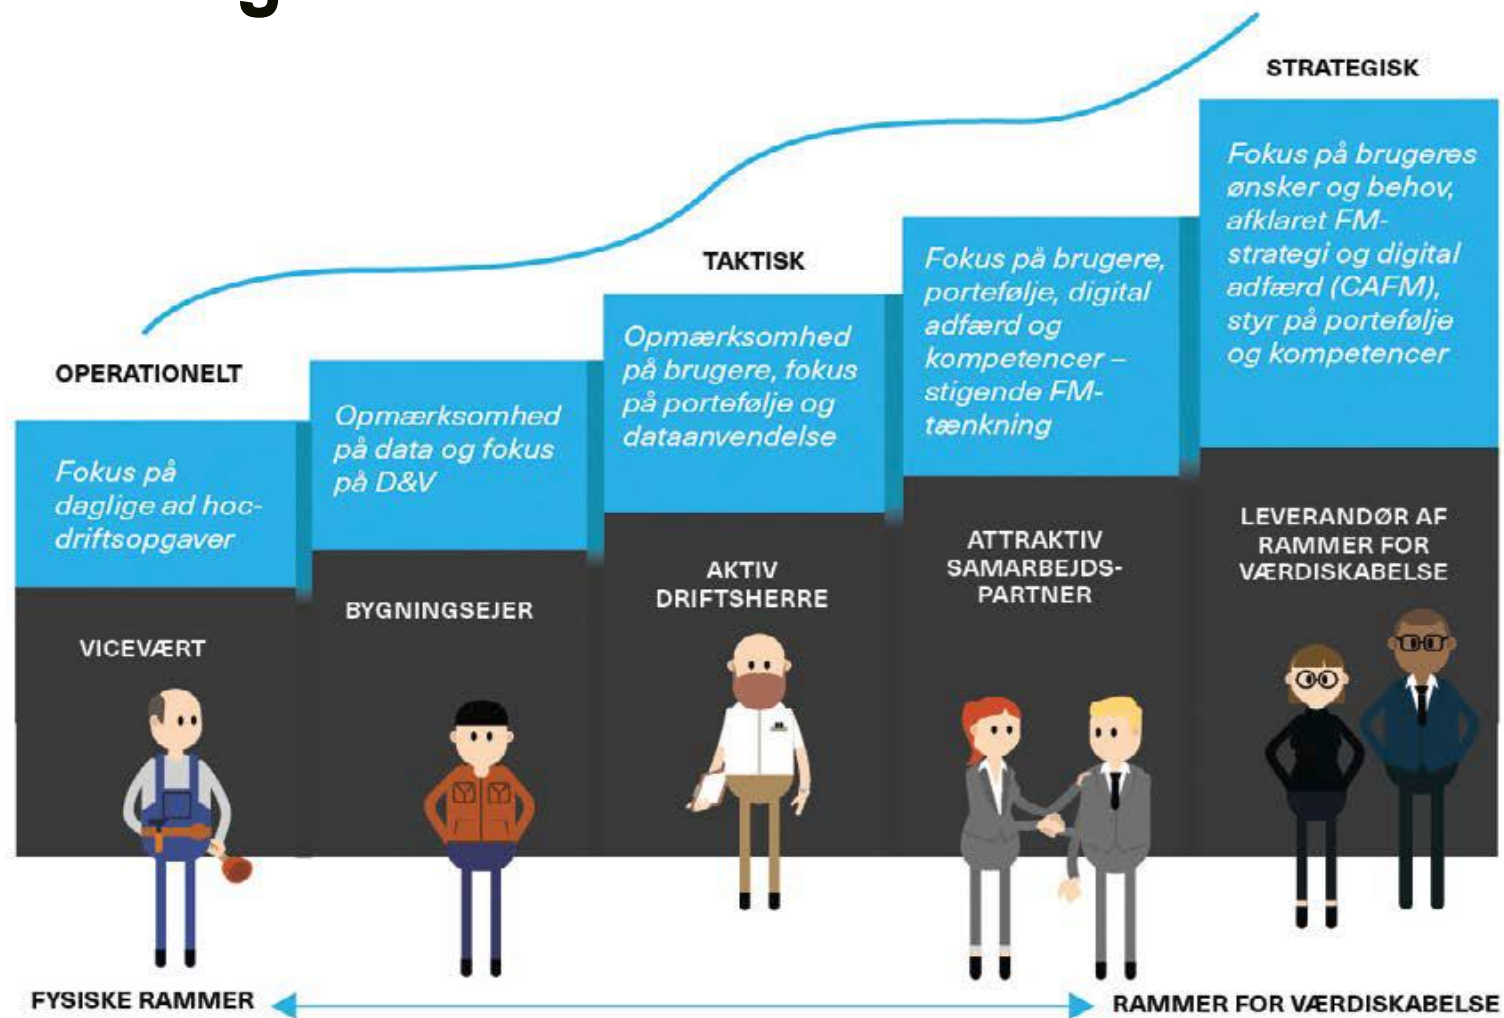 STRATEGISK
Fokus på brugeres
ønsker og behov,
afklaret FM-
strategi og digital
adfærd (CAFM),
styr på portefølje
og kompetencer
TAKTISK
Fokus på brugere,
portefølje, digital
adfærd og
kompetencer –
stigende FM-
tænkning
Opmærksomhed
på brugere, fokus
på portefølje og
dataanvendelse
OPERATIONELT
Opmærksomhed
på data og fokus
på D&V
Fokus på
daglige ad hoc-
driftsopgaver
VICEVÆRT
BYGNINGSEJER
AKTIV
DRIFTSHERRE
ATTRAKTIV
SAMARBEJDS-
PARTNER
LEVERANDØR AF
RAMMER FOR
VÆRDISKABELSE
FYSISKE RAMMER
RAMMER FOR VÆRDISKABELSE